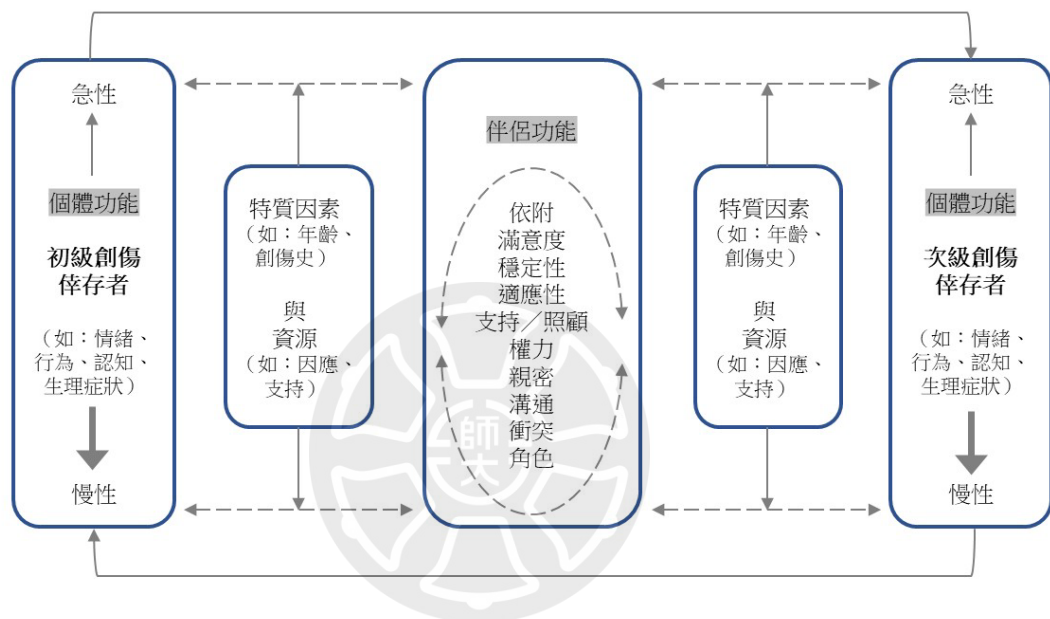 急性
個體功能
初級創傷
倖存者
（如：情緒、
行為、認知、
生理症狀）
慢性
特質因素
（如：年齡、
創傷史）
與
資源
（如：因應、
支持）
伴侶功能
依附
滿意度
穩定性
適應性
支持／照顧
權力
親密
溝通
衝突
角色
特質因素
（如：年齡、
創傷史）
與
資源
（如：因應、
支持）
急性
個體功能
次級創傷
倖存者
（如：情緒、
行為、認知、
生理症狀）
慢性
師
大